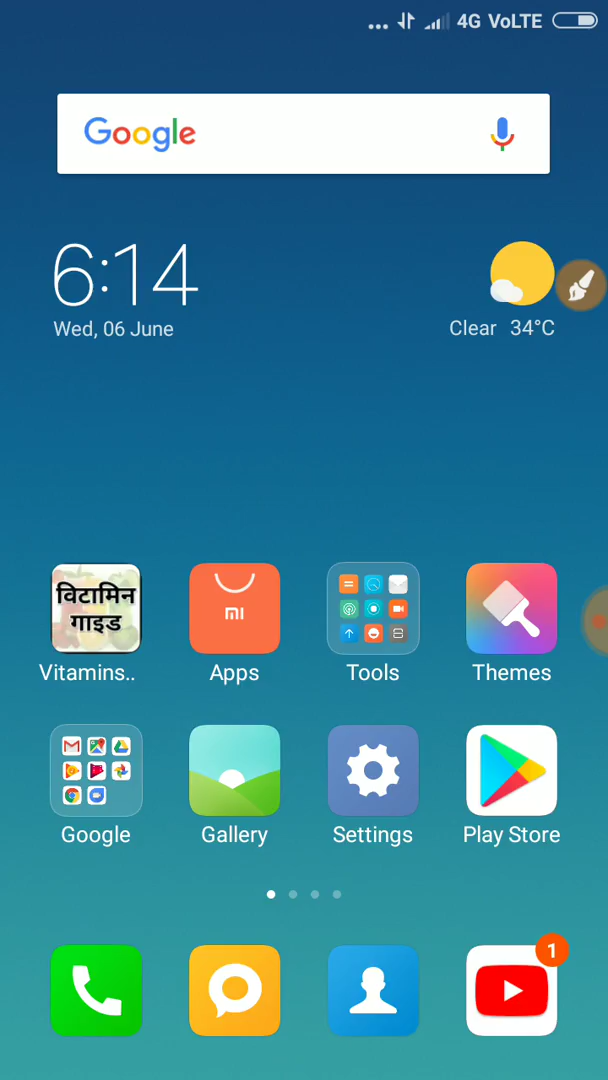 ... 4G VoLTE
Google
6:14
Wed, 06 June
Clear 34°C
विटामिन
गाइड
mi
Vitamins..
Apps
Tools
Themes
Google
Gallery
Settings
Play Store
1